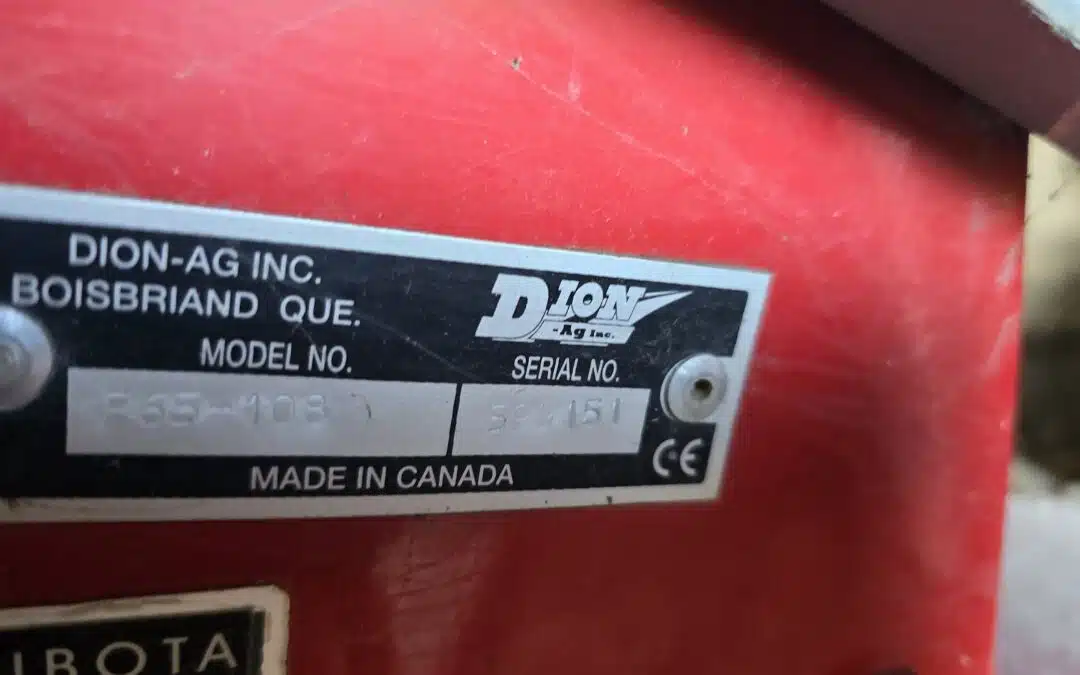 DION-AG INC.
BOISBRIAND QUE.
DION
-Ag Inc.
MODEL NO.
SERIAL NO.
CE
MADE IN CANADA